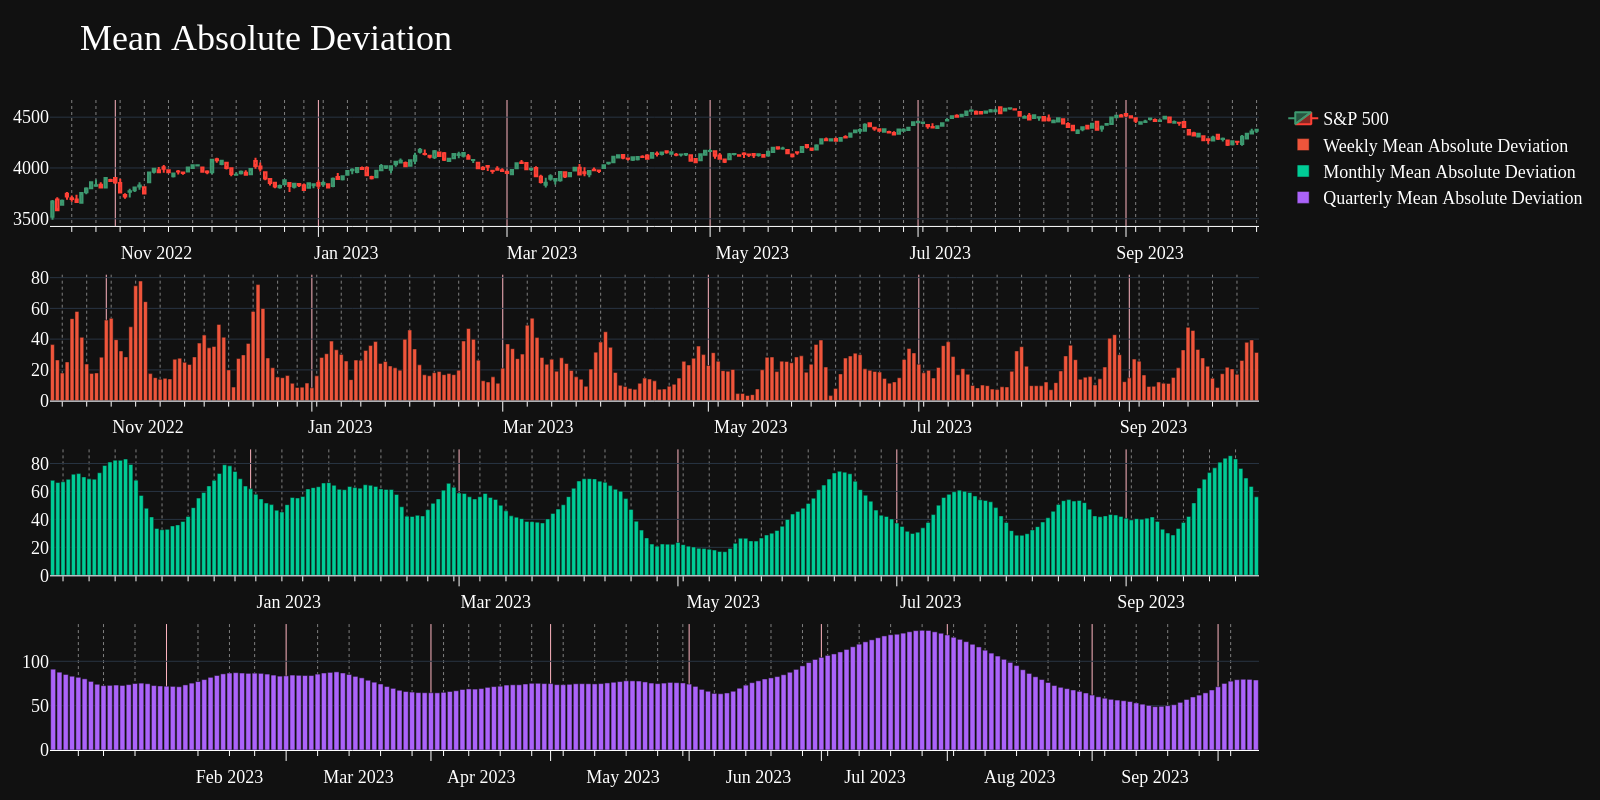 Mean Absolute Deviation
S&P 500
Weekly Mean Absolute Deviation
Monthly Mean Absolute Deviation
Quarterly Mean Absolute Deviation
4500
4000
3500
Nov 2022 Jan 2023 Mar 2023 May 2023 Jul 2023 Sep 2023
80
60
40
20
0
Nov 2022 Jan 2023 Mar 2023 May 2023 Jul 2023 Sep 2023
80
60
40
20
0
Jan 2023 Mar 2023 May 2023 Jul 2023 Sep 2023
100
50
0
Feb 2023 Mar 2023 Apr 2023 May 2023 Jun 2023 Jul 2023 Aug 2023 Sep 2023